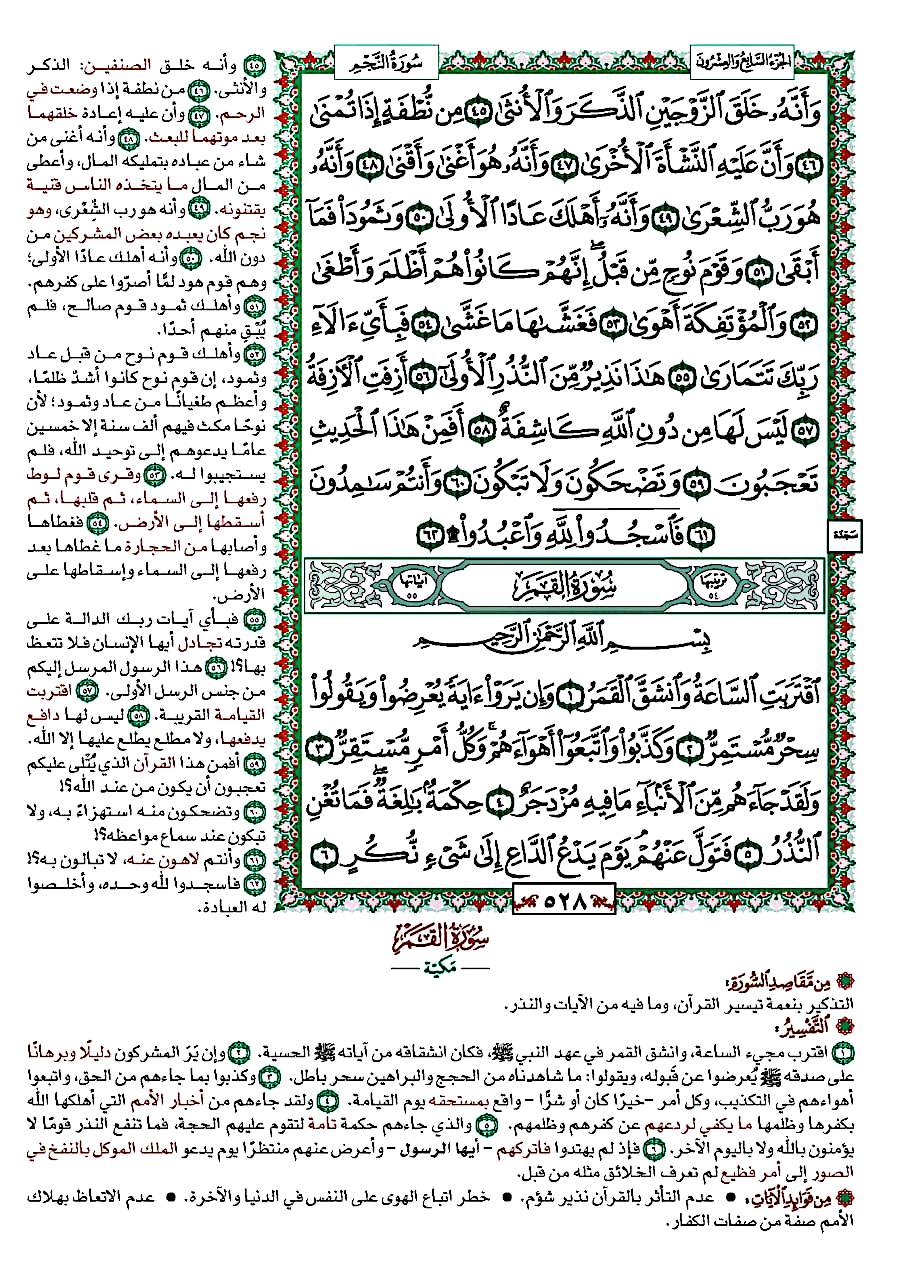 الجزء السابع والعشرون
سورة النجم
وَأَنَّهُۥ خَلَقَ ٱلزَّوۡجَيۡنِ ٱلذَّكَرَ وَٱلۡأُنثَىٰ ٤٥ مِن نُّطۡفَةٍ إِذَا تُمۡنَىٰ
٤٦ وَأَنَّ عَلَيۡهِ ٱلنَّشۡأَةَ ٱلۡأُخۡرَىٰ ٤٧ وَأَنَّهُۥ هُوَ أَغۡنَىٰ وَأَقۡنَىٰ ٤٨ وَأَنَّهُۥ
هُوَ رَبُّ ٱلشِّعۡرَىٰ ٤٩ وَأَنَّهُۥٓ أَهۡلَكَ عَادًا ٱلۡأُولَىٰ ٥٠ وَثَمُودَاْ فَمَآ
أَبۡقَىٰ ٥١ وَقَوۡمَ نُوحٖ مِّن قَبۡلُۖ إِنَّهُمۡ كَانُواْ هُمۡ أَظۡلَمَ وَأَطۡغَىٰ
٥٢ وَٱلۡمُؤۡتَفِكَةَ أَهۡوَىٰ ٥٣ فَغَشَّىٰهَا مَا غَشَّىٰ ٥٤ فَبِأَيِّ ءَالَآءِ
رَبِّكَ تَتَمَارَىٰ ٥٥ هَٰذَا نَذِيرٞ مِّنَ ٱلنُّذُرِ ٱلۡأُولَىٰٓ ٥٦ أَزِفَتِ ٱلۡأٓزِفَةُ
٥٧ لَيۡسَ لَهَا مِن دُونِ ٱللَّهِ كَاشِفَةٌ ٥٨ أَفَمِنۡ هَٰذَا ٱلۡحَدِيثِ
تَعۡجَبُونَ ٥٩ وَتَضۡحَكُونَ وَلَا تَبۡكُونَ ٦٠ وَأَنتُمۡ سَٰمِدُونَ
٦١ فَٱسۡجُدُواْۤ لِلَّهِۤ وَٱعۡبُدُواْ۩ ٦٢
سجدة
ترتيبها ٥٤
سورة القمر
آياتها ٥٥
بِسۡمِ ٱللَّهِ ٱلرَّحۡمَٰنِ ٱلرَّحِيمِ
ٱقۡتَرَبَتِ ٱلسَّاعَةُ وَٱنشَقَّ ٱلۡقَمَرُ ١ وَإِن يَرَوۡاْ ءَايَةٗ يُعۡرِضُواْ وَيَقُولُواْ
سِحۡرٞ مُّسۡتَمِرّٞ ٢ وَكَذَّبُواْ وَٱتَّبَعُوٓاْ أَهۡوَآءَهُمۡۚ وَكُلُّ أَمۡرٖ مُّسۡتَقِرّٞ ٣
وَلَقَدۡ جَآءَهُم مِّنَ ٱلۡأَنۢبَآءِ مَا فِيهِ مُزۡدَجَرٌ ٤ حِكۡمَةُۢ بَٰلِغَةٞۖ فَمَا تُغۡنِ
ٱلنُّذُرُ ٥ فَتَوَلَّ عَنۡهُمۡۘ يَوۡمَ يَدۡعُ ٱلدَّاعِ إِلَىٰ شَيۡءٖ نُّكُرٍ ٦
٥٢٨
٤٥ وأنه خلق الصنفين: الذكر
والأنثى. ٤٦ من نطفة إذا وضعت في
الرحم. ٤٧ وأن عليه إعادة خلقهما
بعد موتهما للبعث. ٤٨ وأنه أغنى من
شاء من عباده بتمليكه المال، وأعطى
من المال ما يتخذه الناس قنية
يقتنونه. ٤٩ وأنه هو رب الشِّعْرى، وهو
نجم كان يعبده بعض المشركين من
دون الله. ٥٠ وأنه أهلك عادًا الأولى؛
وهم قوم هود لمَّا أصرّوا على كفرهم.
٥١ وأهلك ثمود قوم صالح، فلم
يُبْقِ منهم أحدًا.
٥٢ وأهلك قوم نوح من قبل عاد
وثمود، إن قوم نوح كانوا أشدّ ظلمًا،
وأعظم طغيانًا من عاد وثمود؛ لأن
نوحًا مكث فيهم ألف سنة إلا خمسين
عامًا يدعوهم إلى توحيد الله، فلم
يستجيبوا له. ٥٣ وقرى قوم لوط
رفعها إلى السماء، ثم قلبها، ثم
أسقطها إلى الأرض. ٥٤ فغطاها
وأصابها من الحجارة ما غطاها بعد
رفعها إلى السماء وإسقاطها على
الأرض.
٥٥ فبأي آيات ربك الدالة على
قدرته تجادل أيها الإنسان فلا تتعظ
بها؟! ٥٦ هذا الرسول المرسل إليكم
من جنس الرسل الأولى. ٥٧ اقتربت
القيامة القريبة. ٥٨ ليس لها دافع
يدفعها، ولا مطلع يطلع عليها إلا الله.
٥٩ أفمن هذا القرآن الذي يُتْلى عليكم
تعجبون أن يكون من عند الله؟!
٦٠ وتضحكون منه استهزاءً به، ولا
تبكون عند سماع مواعظه؟!
٦١ وأنتم لاهون عنه، لا تبالون به؟!
٦٢ فاسجدوا لله وحده، وأخلصوا
له العبادة.
سورة القمر
مكية
من مقاصد السورة:
التذكير بنعمة تيسير القرآن، وما فيه من الآيات والنذر.
التفسير:
١ اقترب مجيء الساعة، وانشق القمر في عهد النبي ﷺ، فكان انشقاقه من آياته ﷺ الحسية. ٢ وإن يَرَ المشركون دليلًا وبرهانًا
على صدقه ﷺ يُعرضوا عن قبوله، ويقولوا: ما شاهدناه من الحجج والبراهين سحر باطل. ٣ وكذبوا بما جاءهم من الحق، واتبعوا
أهواءهم في التكذيب، وكل أمر -خيرًا كان أو شرًّا - واقع بمستحقه يوم القيامة. ٤ ولقد جاءهم من أخبار الأمم التي أهلكها الله
بكفرها وظلمها ما يكفي لردعهم عن كفرهم وظلمهم. ٥ والذي جاءهم حكمة تامة لتقوم عليهم الحجة، فما تنفع النذر قومًا لا
يؤمنون بالله ولا باليوم الآخر. ٦ فإذ لم يهتدوا فاتركهم - أيها الرسول - وأعرض عنهم منتظرًا يوم يدعو الملك الموكل بالنفخ في
الصور إلى أمر فظيع لم تعرف الخلائق مثله من قبل.
من فوائد الآيات: • عدم التأثر بالقرآن نذير شؤم. • خطر اتباع الهوى على النفس في الدنيا والآخرة. • عدم الاتعاظ بهلاك
الأمم صفة من صفات الكفار.